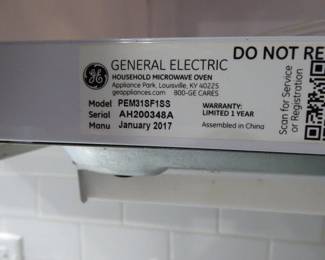 DO NOT RE
GE
GENERAL ELECTRIC
HOUSEHOLD MICROWAVE OVEN
Appliance Park, Louisville, KY 40225
geappliances.com 800-GE CARES
Model PEM31SF1SS
Serial AH200348A
Manu January 2017
WARRANTY:
LIMITED 1 YEAR
Assembled in China
Scan for Service
or Registration